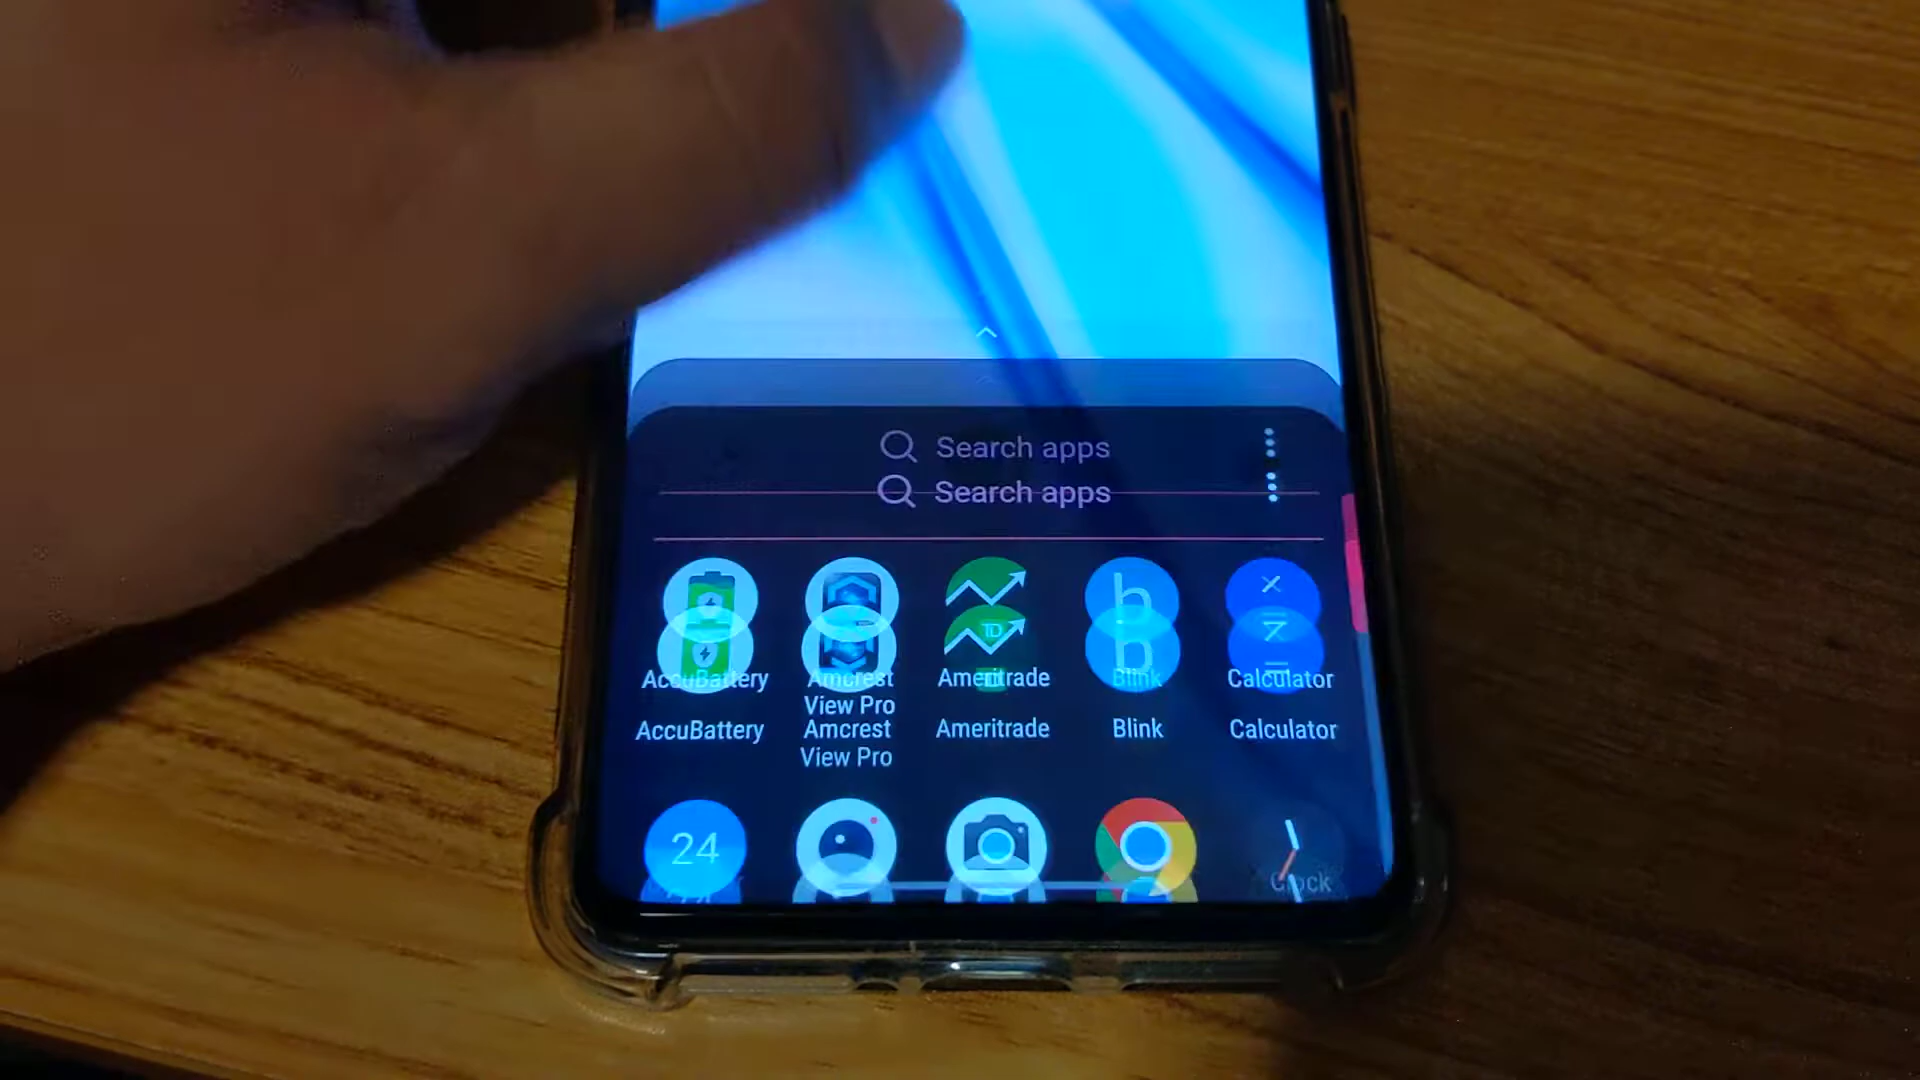 Search apps
Search apps
AccuBattery Amcrest Ameritrade Blink Calculator
View Pro
AccuBattery Amcrest Ameritrade Blink Calculator
View Pro
24
Clock